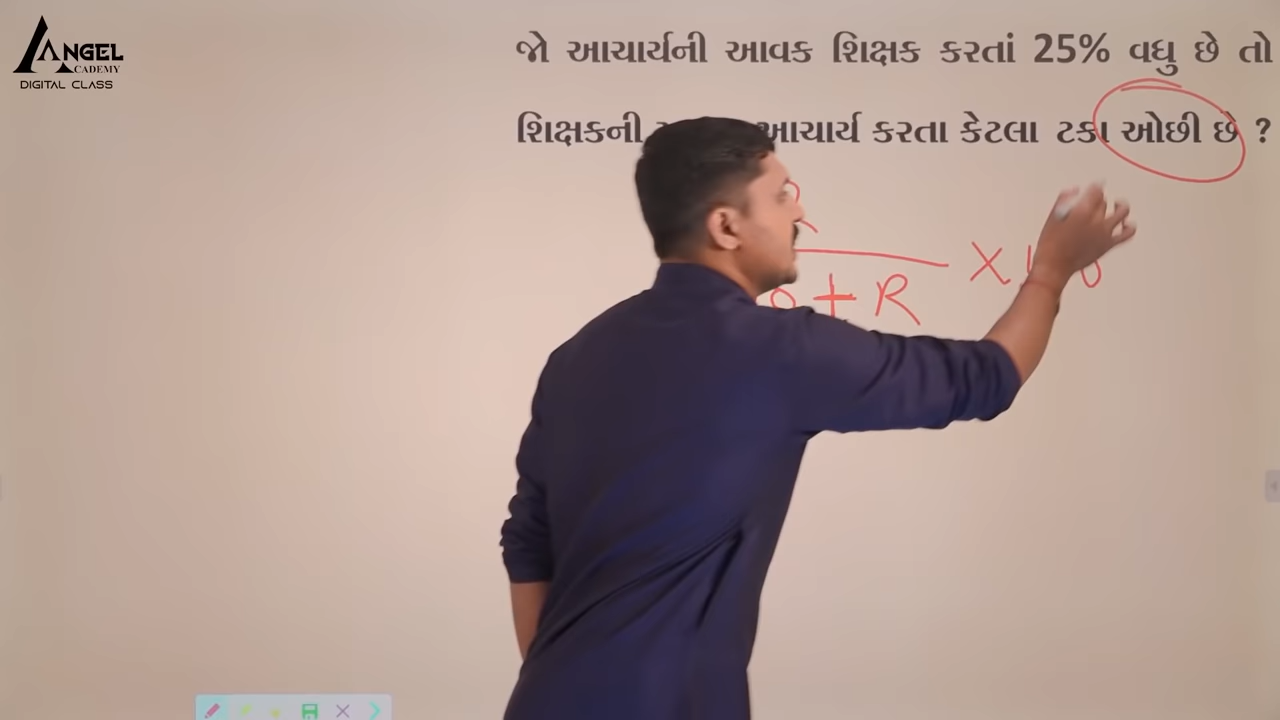 ANGEL
ACADEMY
DIGITAL CLASS
જો આચાર્યની આવક શિક્ષક કરતાં 25% વધુ છે તો
શિક્ષકની આચાર્ય કરતા કેટલા ટકા ઓછી છે ?
R
+ R ×